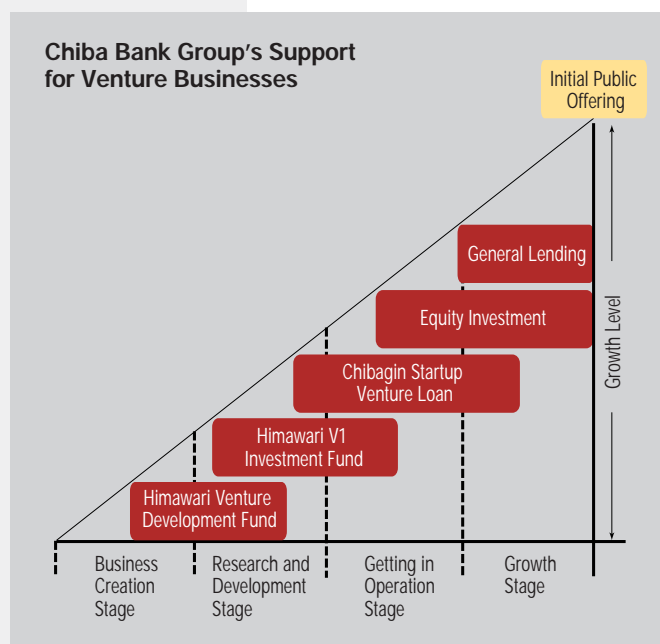 Chiba Bank Group's Support
for Venture Businesses
Initial Public
Offering
General Lending
Equity Investment
Growth Level
Chibagin Startup
Venture Loan
Himawari V1
Investment Fund
Himawari Venture
Development Fund
Business
Creation
Stage
Research and
Development
Stage
Getting in
Operation
Stage
Growth
Stage